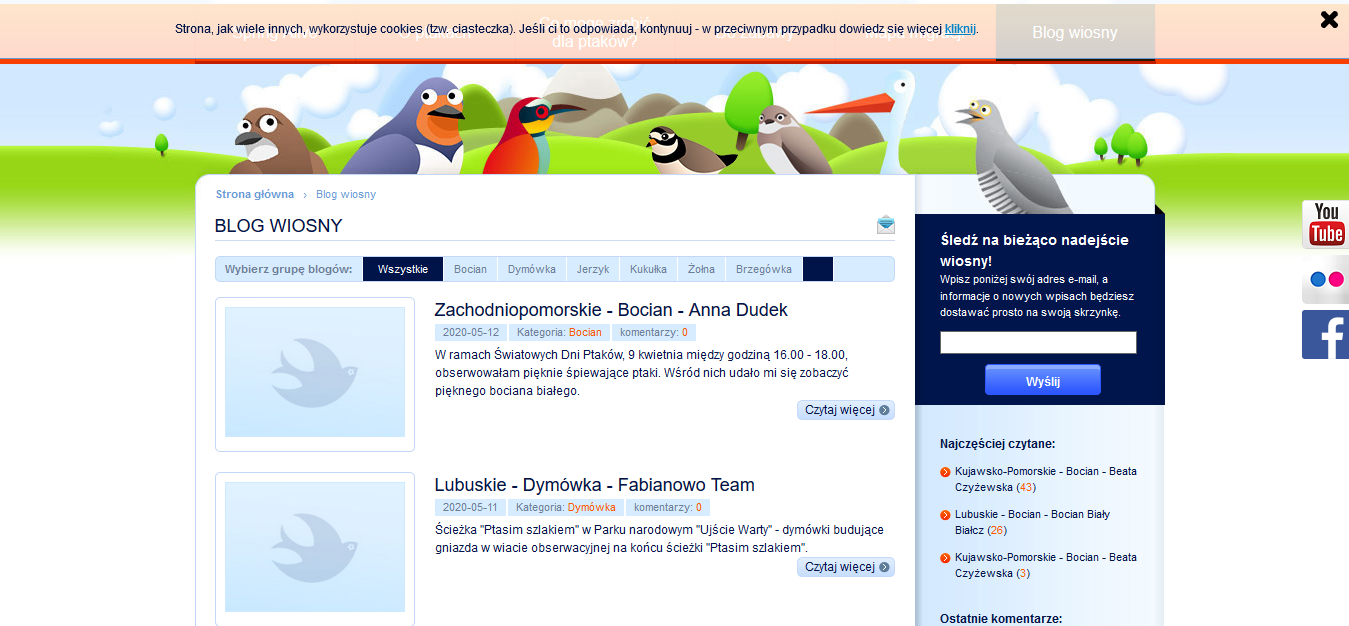 Strona, jak wiele innych, wykorzystuje cookies (tzw. ciasteczka). Jeśli ci to odpowiada, kontynuuj - w przeciwnym przypadku dowiedz się więcej kliknij.
dla ptaków?
Blog wiosny
Strona główna › Blog wiosny
BLOG WIOSNY
Wybierz grupę blogów: Wszystkie Bocian Dymówka Jerzyk Kukułka Żołna Brzegówka
Zachodniopomorskie - Bocian - Anna Dudek
2020-05-12 Kategoria: Bocian komentarzy: 0
W ramach Światowych Dni Ptaków, 9 kwietnia między godziną 16.00 - 18.00,
obserwowałam pięknie śpiewające ptaki. Wśród nich udało mi się zobaczyć
pięknego bociana białego.
Czytaj więcej
Lubuskie - Dymówka - Fabianowo Team
2020-05-11 Kategoria: Dymówka komentarzy: 0
Ścieżka "Ptasim szlakiem" w Parku narodowym "Ujście Warty" - dymówki budujące
gniazda w wiacie obserwacyjnej na końcu ścieżki "Ptasim szlakiem".
Czytaj więcej
Śledź na bieżąco nadejście
wiosny!
Wpisz poniżej swój adres e-mail, a
informacje o nowych wpisach będziesz
dostawać prosto na swoją skrzynkę.
Wyślij
Najczęściej czytane:
Kujawsko-Pomorskie - Bocian - Beata
Czyżewska (43)
Lubuskie - Bocian - Bocian Biały
Białcz (26)
Kujawsko-Pomorskie - Bocian - Beata
Czyżewska (3)
Ostatnie komentarze:
You
Tube
f